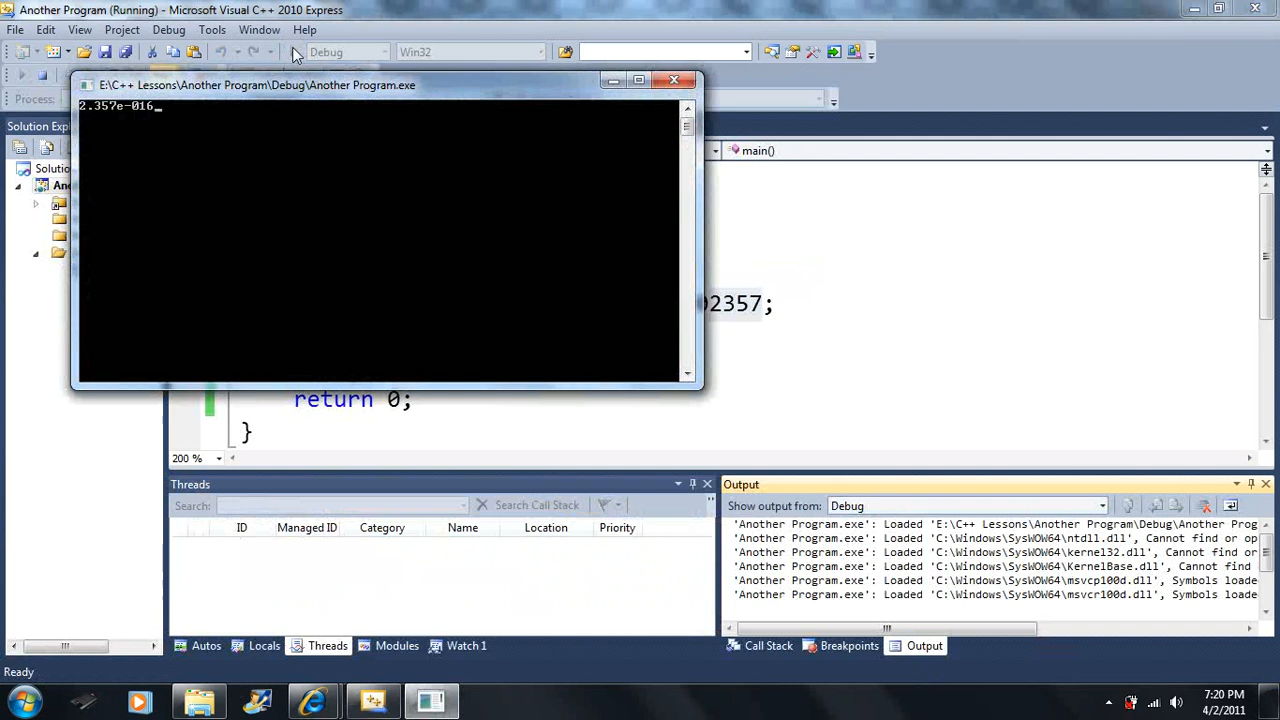 Another Program (Running) - Microsoft Visual C++ 2010 Express
File Edit View Project Debug Tools Window Help
Debug Win32
Process:
E:\C++ Lessons\Another Program\Debug\Another Program.exe
2.357e-016_
Solution Expl
main()
Solutio
An
02357;
return 0;
}
200 %
Threads
Search: Search Call Stack
ID Managed ID Category Name Location Priority
Output
Show output from: Debug
'Another Program.exe': Loaded 'E:\C++ Lessons\Another Program\Debug\Another Prog
'Another Program.exe': Loaded 'C:\Windows\SysWOW64\ntdll.dll', Cannot find or op
'Another Program.exe': Loaded 'C:\Windows\SysWOW64\kernel32.dll', Cannot find or
'Another Program.exe': Loaded 'C:\Windows\SysWOW64\KernelBase.dll', Cannot find
'Another Program.exe': Loaded 'C:\Windows\SysWOW64\msvcp100d.dll', Symbols loade
'Another Program.exe': Loaded 'C:\Windows\SysWOW64\msvcr100d.dll', Symbols loade
Autos Locals Threads Modules Watch 1
Call Stack Breakpoints Output
Ready
7:20 PM
4/2/2011